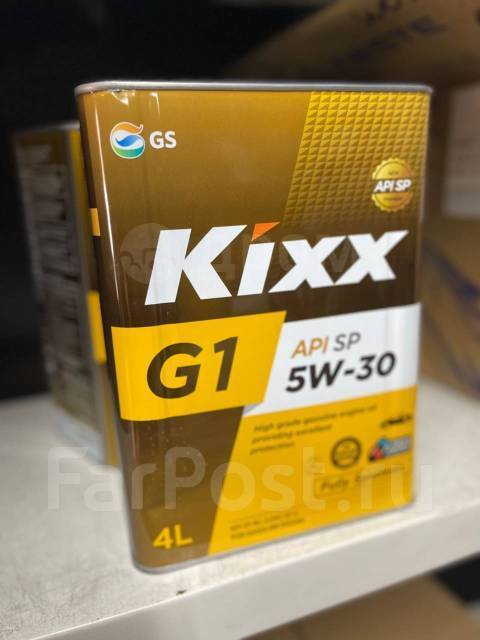 GS
API SP
Kixx
G1
API SP
5W-30
High grade gasoline engine oil
providing excellent
protection
Fully
4L
FarPost.ru